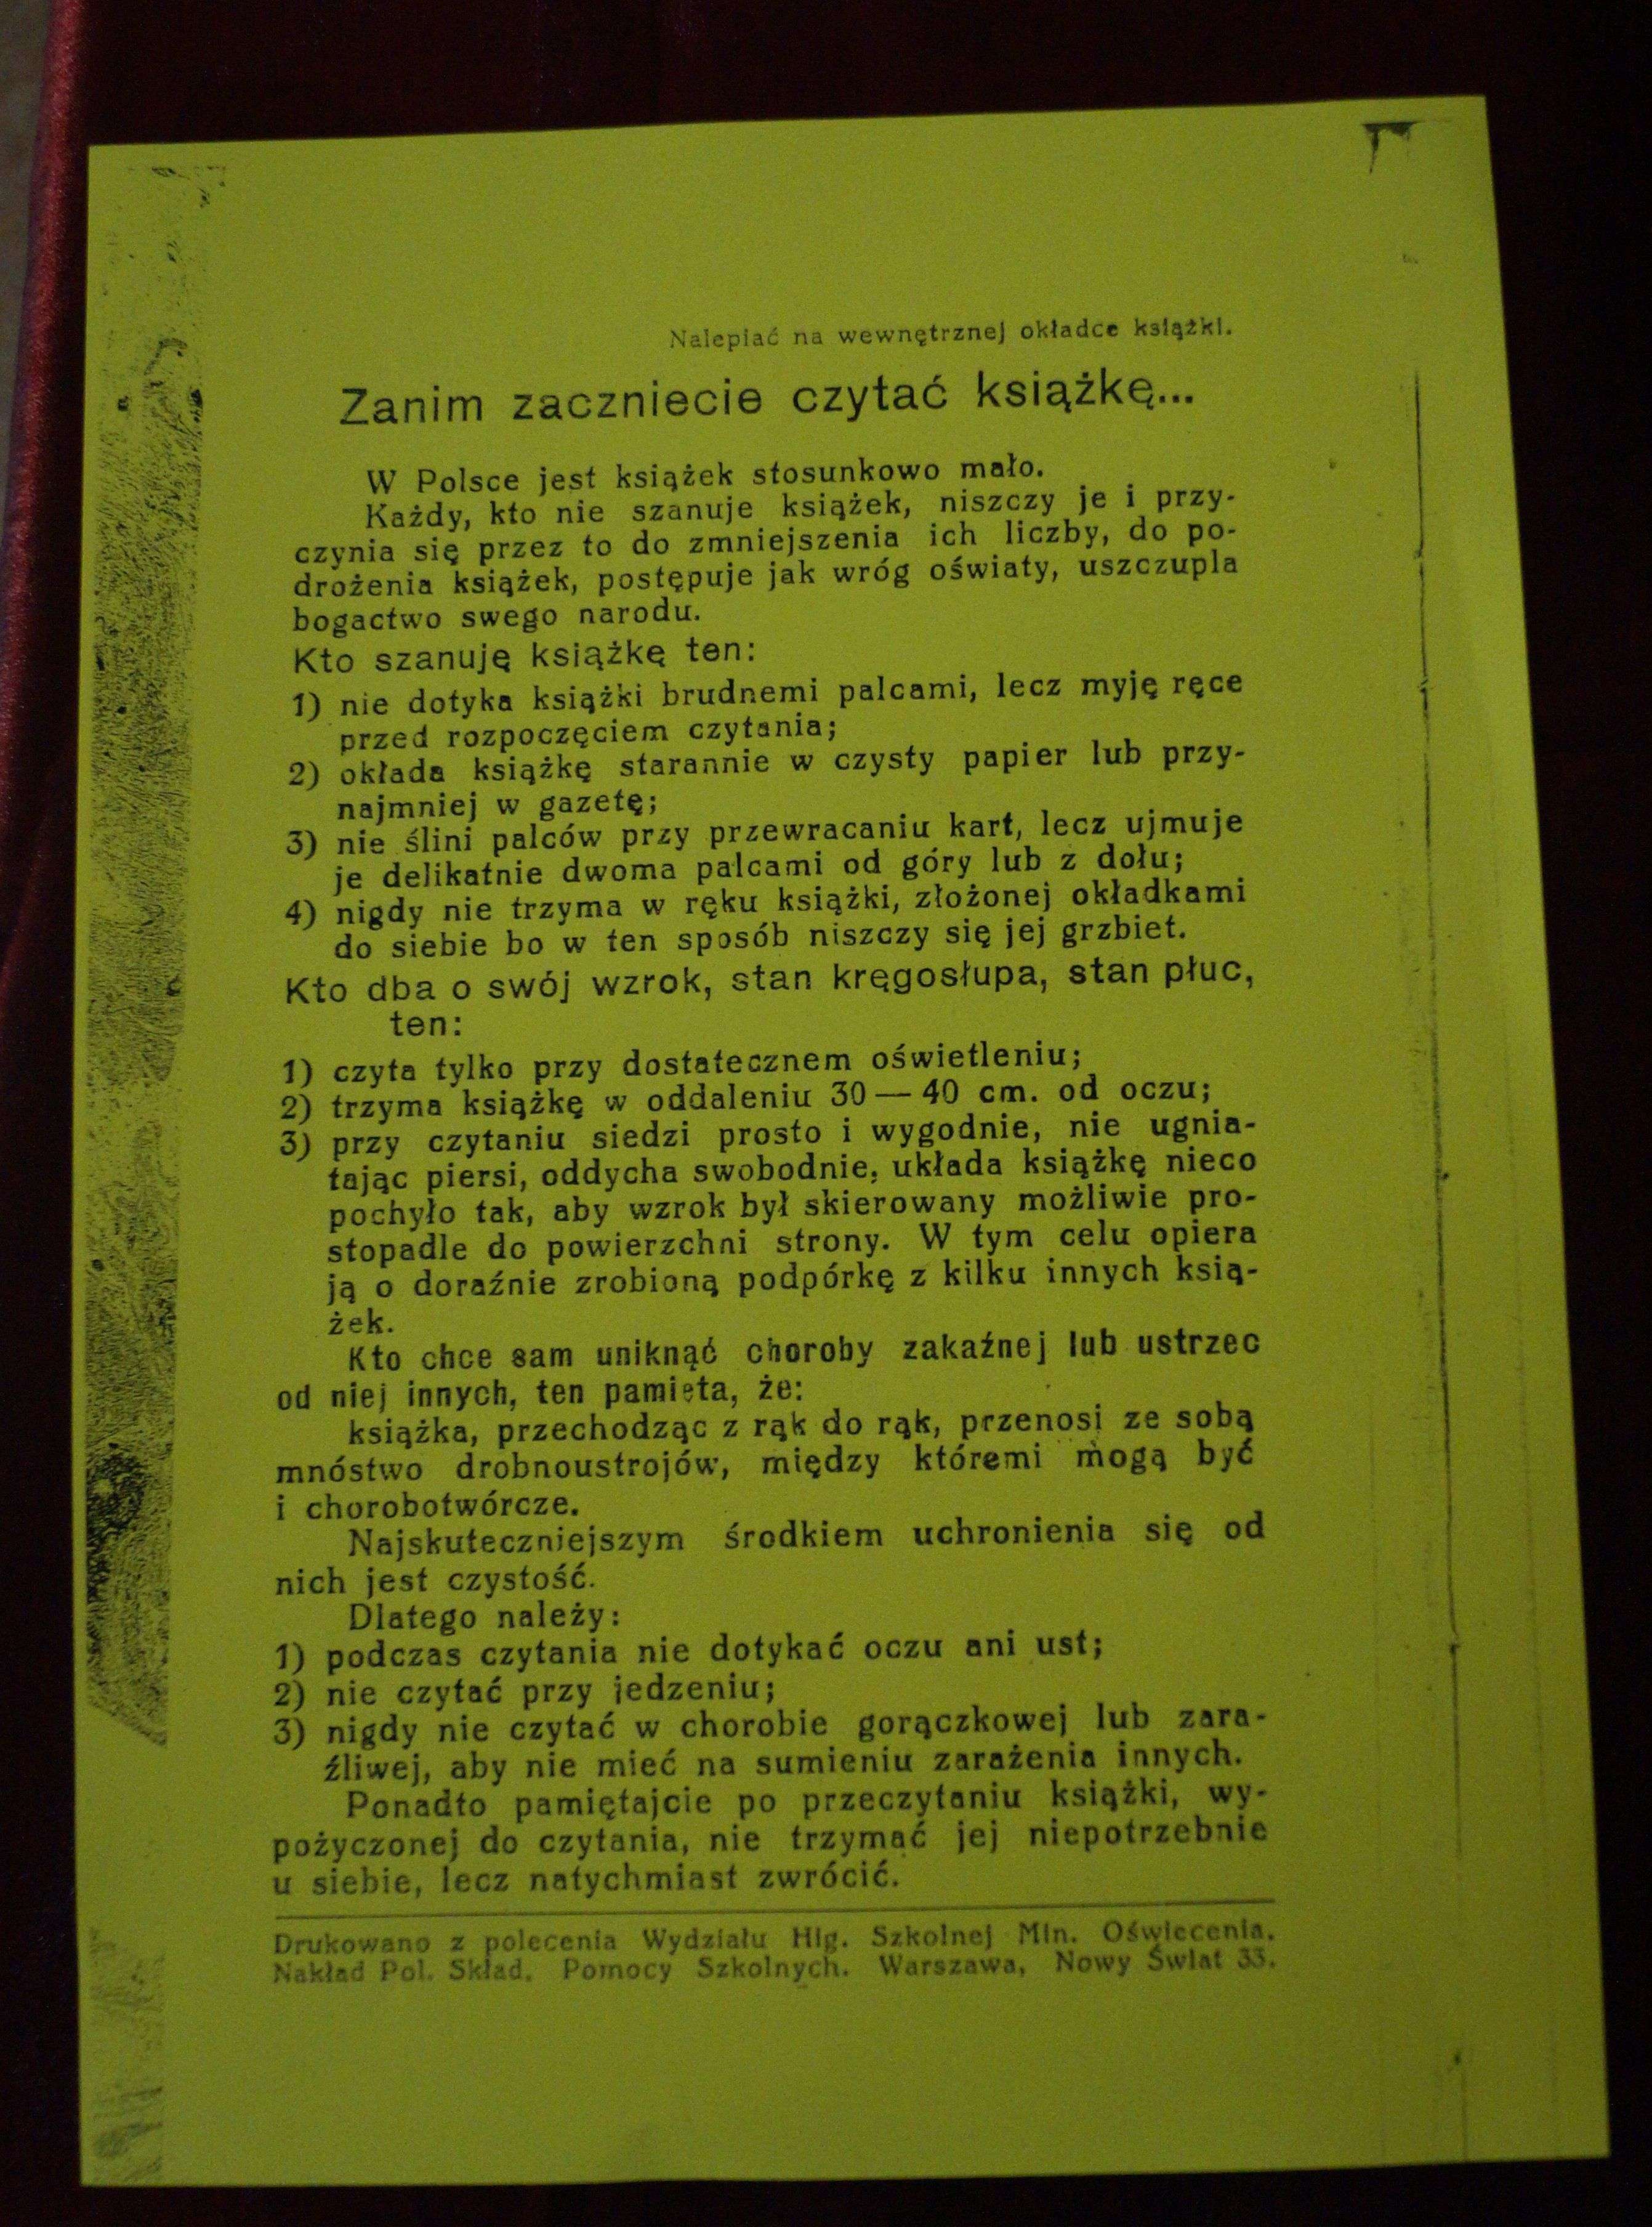 Nalepiać na wewnętrznej okładce książki.
Zanim zaczniecie czytać książkę...
W Polsce jest książek stosunkowo mało.
Każdy, kto nie szanuje książek, niszczy je i przy-
czynia się przez to do zmniejszenia ich liczby, do po-
drożenia książek, postępuje jak wróg oświaty, uszczupla
bogactwo swego narodu.
Kto szanuję książkę ten:
1) nie dotyka książki brudnemi palcami, lecz myję ręce
przed rozpoczęciem czytania;
2) okłada książkę starannie w czysty papier lub przy-
najmniej w gazetę;
3) nie ślini palców przy przewracaniu kart, lecz ujmuje
je delikatnie dwoma palcami od góry lub z dołu;
4) nigdy nie trzyma w ręku książki, złożonej okładkami
do siebie bo w ten sposób niszczy się jej grzbiet.
Kto dba o swój wzrok, stan kręgosłupa, stan płuc,
ten:
1) czyta tylko przy dostatecznem oświetleniu;
2) trzyma książkę w oddaleniu 30 — 40 cm. od oczu;
3) przy czytaniu siedzi prosto i wygodnie, nie ugnia-
tając piersi, oddycha swobodnie, układa książkę nieco
pochyło tak, aby wzrok był skierowany możliwie pro-
stopadle do powierzchni strony. W tym celu opiera
ją o doraźnie zrobioną podpórkę z kilku innych ksią-
żek.
Kto chce sam uniknąć choroby zakaźnej lub ustrzec
od niej innych, ten pamięta, że:
książka, przechodząc z rąk do rąk, przenosi ze sobą
mnóstwo drobnoustrojów, między któremi mogą być
i chorobotwórcze.
Najskuteczniejszym środkiem uchronienia się od
nich jest czystość.
Dlatego należy:
1) podczas czytania nie dotykać oczu ani ust;
2) nie czytać przy jedzeniu;
3) nigdy nie czytać w chorobie gorączkowej lub zara-
źliwej, aby nie mieć na sumieniu zarażenia innych.
Ponadto pamiętajcie po przeczytaniu książki, wy-
pożyczonej do czytania, nie trzymać jej niepotrzebnie
u siebie, lecz natychmiast zwrócić.
Drukowano z polecenia Wydziału Hig. Szkolnej Min. Oświecenia.
Nakład Pol. Skład. Pomocy Szkolnych. Warszawa, Nowy Świat 33.